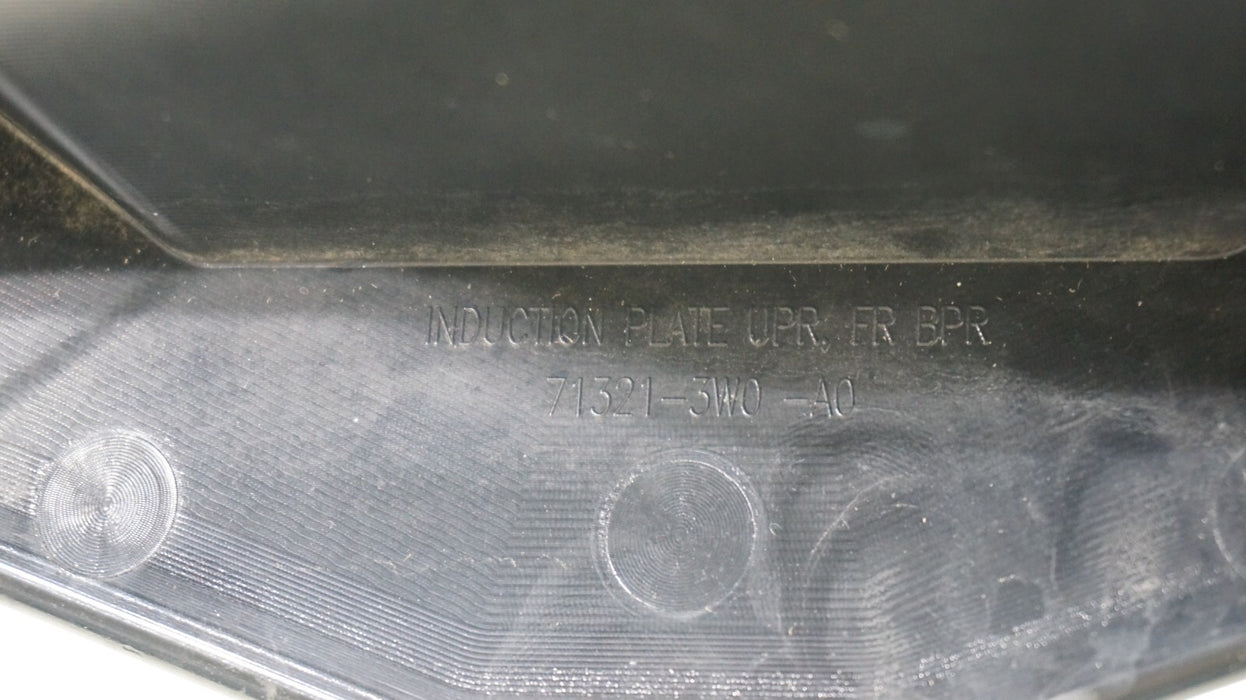 INDUCTION PLATE UPR, FR BPR
71321-3W0 -A0